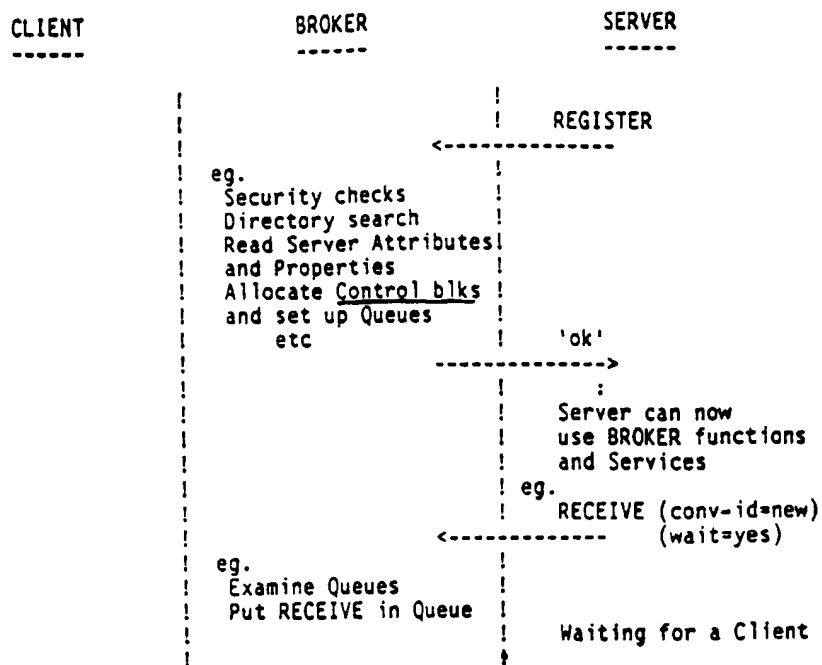 CLIENT BROKER SERVER
------ ------ ------
REGISTER
<-------------
eg.
Security checks
Directory search
Read Server Attributes
and Properties
Allocate Control blks
and set up Queues
etc 'ok'
------------->
:
Server can now
use BROKER functions
and Services
eg.
RECEIVE (conv-id=new)
<------------ (wait=yes)
eg.
Examine Queues
Put RECEIVE in Queue
Waiting for a Client